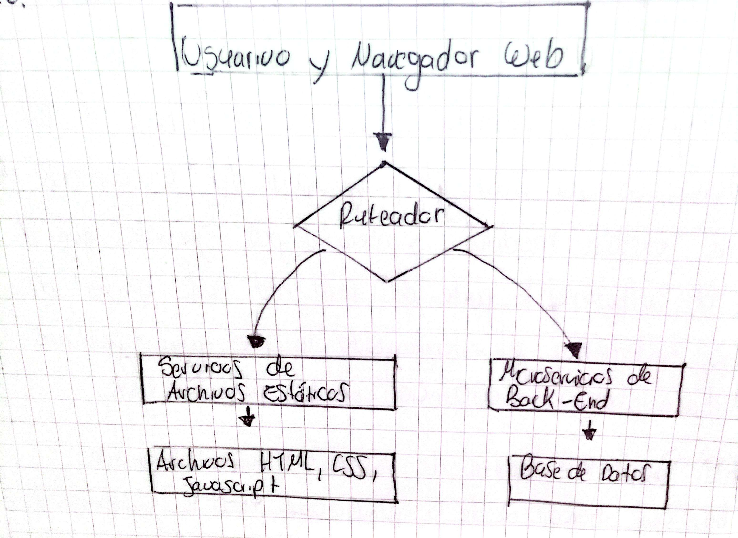 Usuario y Navegador Web
Ruteador
Servicios de
Archivos Estáticos
Microservicios de
Back-End
Archivos HTML, CSS,
Javascript
Base de Datos